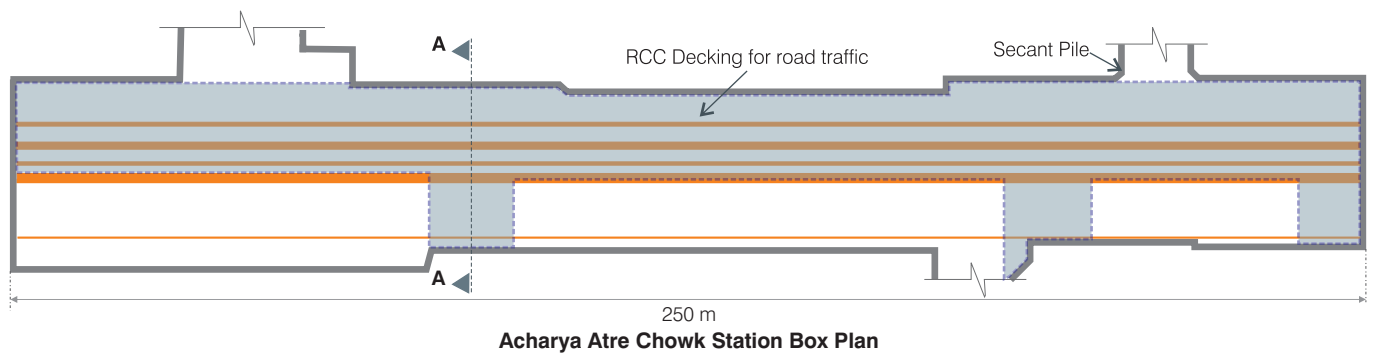 A
RCC Decking for road traffic
Secant Pile
A
250 m
Acharya Atre Chowk Station Box Plan